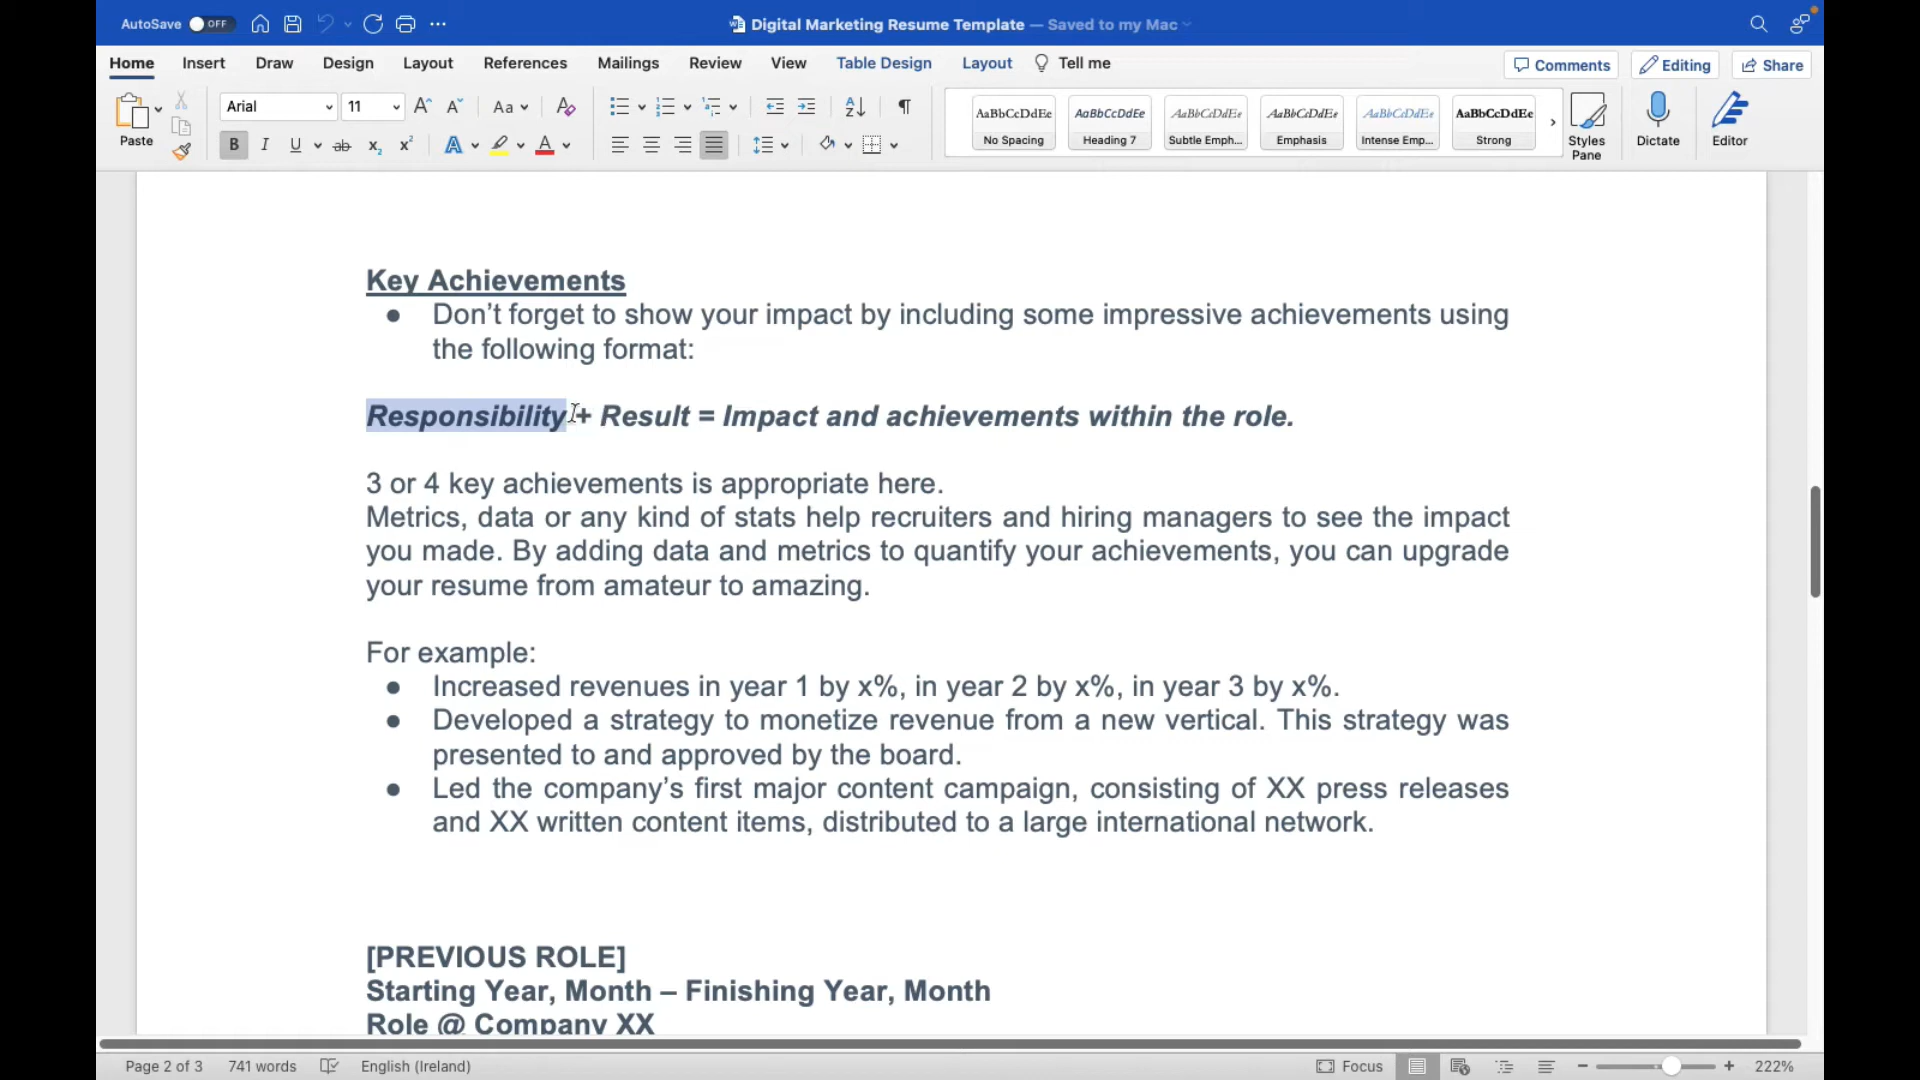 AutoSave OFF
Digital Marketing Resume Template — Saved to my Mac
Home Insert Draw Design Layout References Mailings Review View Table Design Layout Tell me
Comments Editing Share
Paste
Arial 11 Aa
AaBbCcDdEe AaBbCcDdEe AaBbCcDdEe AaBbCcDdEe AaBbCcDdEe AaBbCcDdEe
No Spacing Heading 7 Subtle Emph... Emphasis Intense Emp... Strong
Styles Pane
Dictate
Editor
Key Achievements
● Don’t forget to show your impact by including some impressive achievements using
the following format:
Responsibility + Result = Impact and achievements within the role.
3 or 4 key achievements is appropriate here.
Metrics, data or any kind of stats help recruiters and hiring managers to see the impact
you made. By adding data and metrics to quantify your achievements, you can upgrade
your resume from amateur to amazing.
For example:
● Increased revenues in year 1 by x%, in year 2 by x%, in year 3 by x%.
● Developed a strategy to monetize revenue from a new vertical. This strategy was
presented to and approved by the board.
● Led the company’s first major content campaign, consisting of XX press releases
and XX written content items, distributed to a large international network.
[PREVIOUS ROLE]
Starting Year, Month – Finishing Year, Month
Role @ Company XX
Page 2 of 3 741 words English (Ireland) Focus 222%